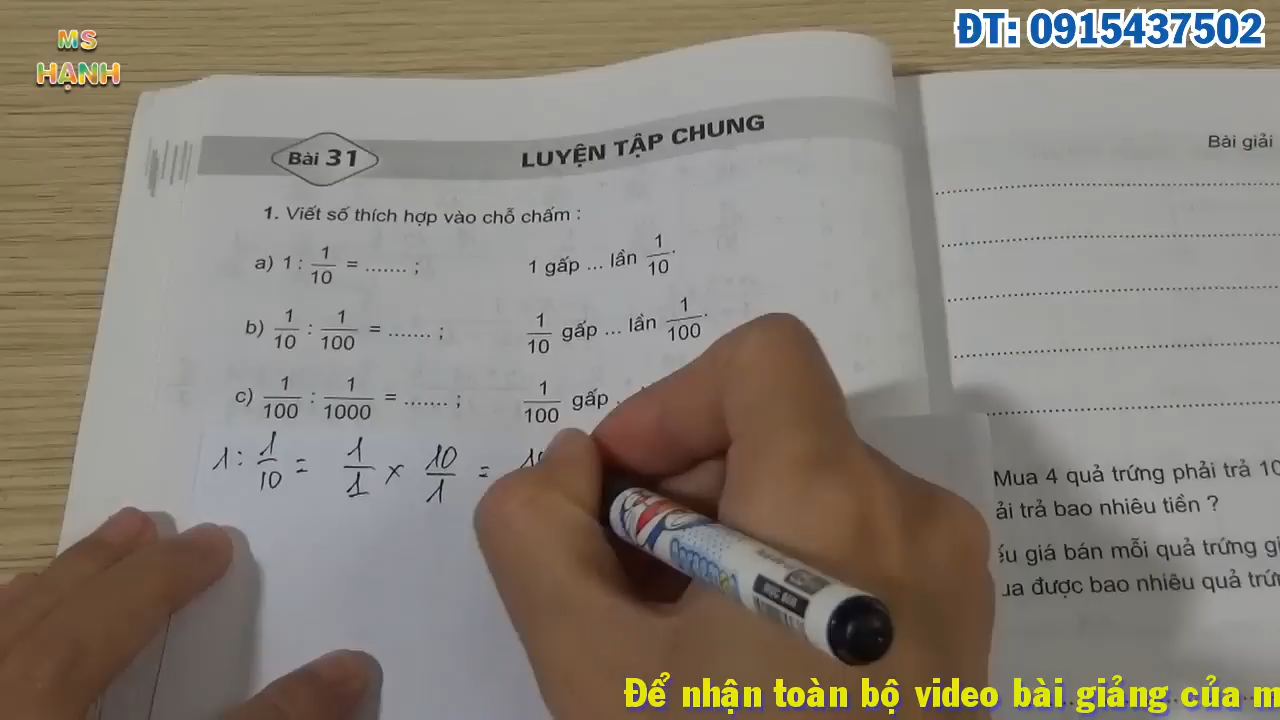 ĐT: 0915437502
MS
HẠNH
Bài 31
LUYỆN TẬP CHUNG
1. Viết số thích hợp vào chỗ chấm :
a) 1 : 1/10 = ....... ; 1 gấp ... lần 1/10.
b) 1/10 : 1/100 = ....... ; 1/10 gấp ... lần 1/100.
c) 1/100 : 1/1000 = ....... ; 1/100 gấp
1 : 1/10 = 1/1 × 10/1 =
Bài giải
Mua 4 quả trứng phải trả 10
ải trả bao nhiêu tiền ?
giá bán mỗi quả trứng
được bao nhiêu quả
Để nhận toàn bộ video bài giảng của m